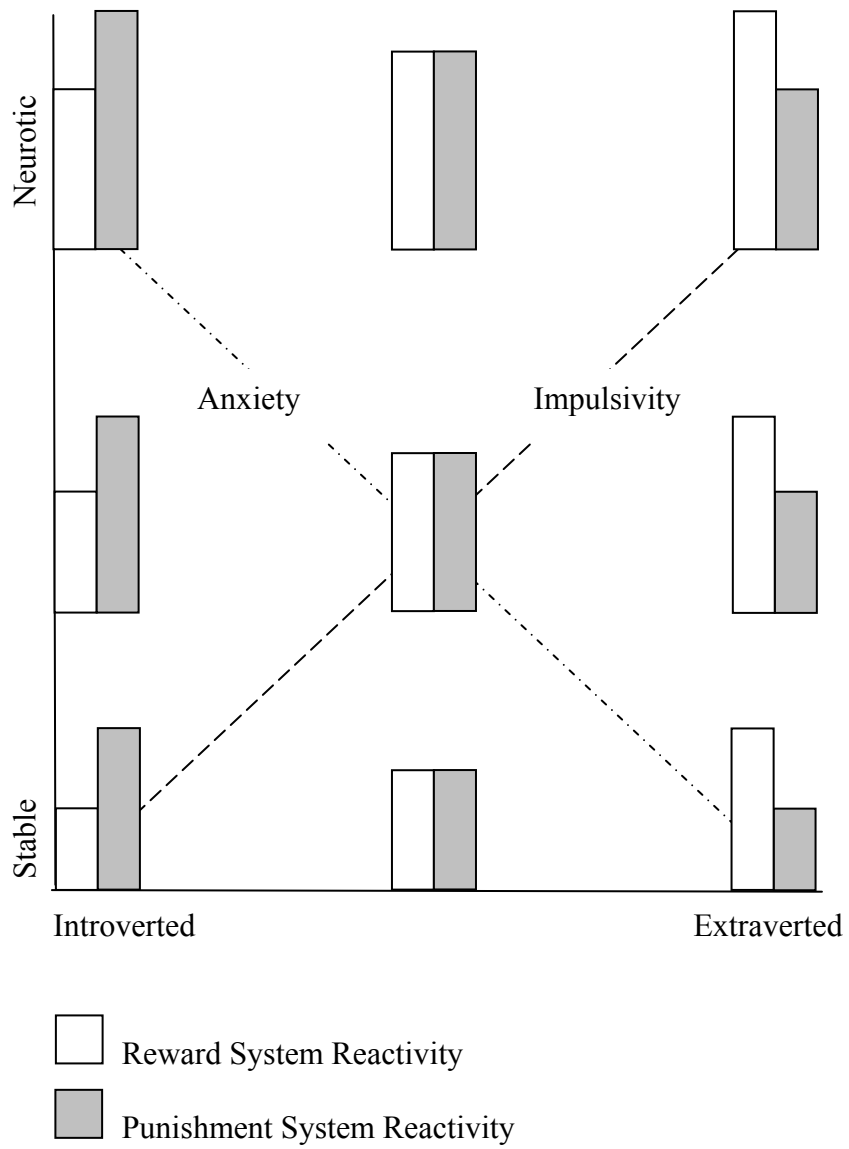 Neurotic
Anxiety
Impulsivity
Stable
Introverted
Extraverted
Reward System Reactivity
Punishment System Reactivity